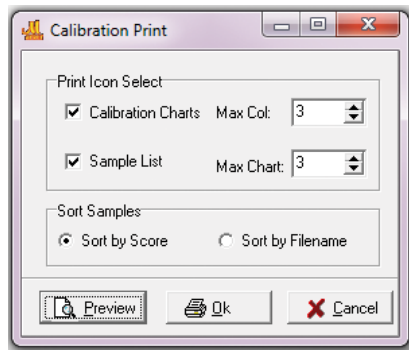 Calibration Print
Print Icon Select
Calibration Charts Max Col: 3
Sample List Max Chart: 3
Sort Samples
Sort by Score Sort by Filename
Preview Ok Cancel